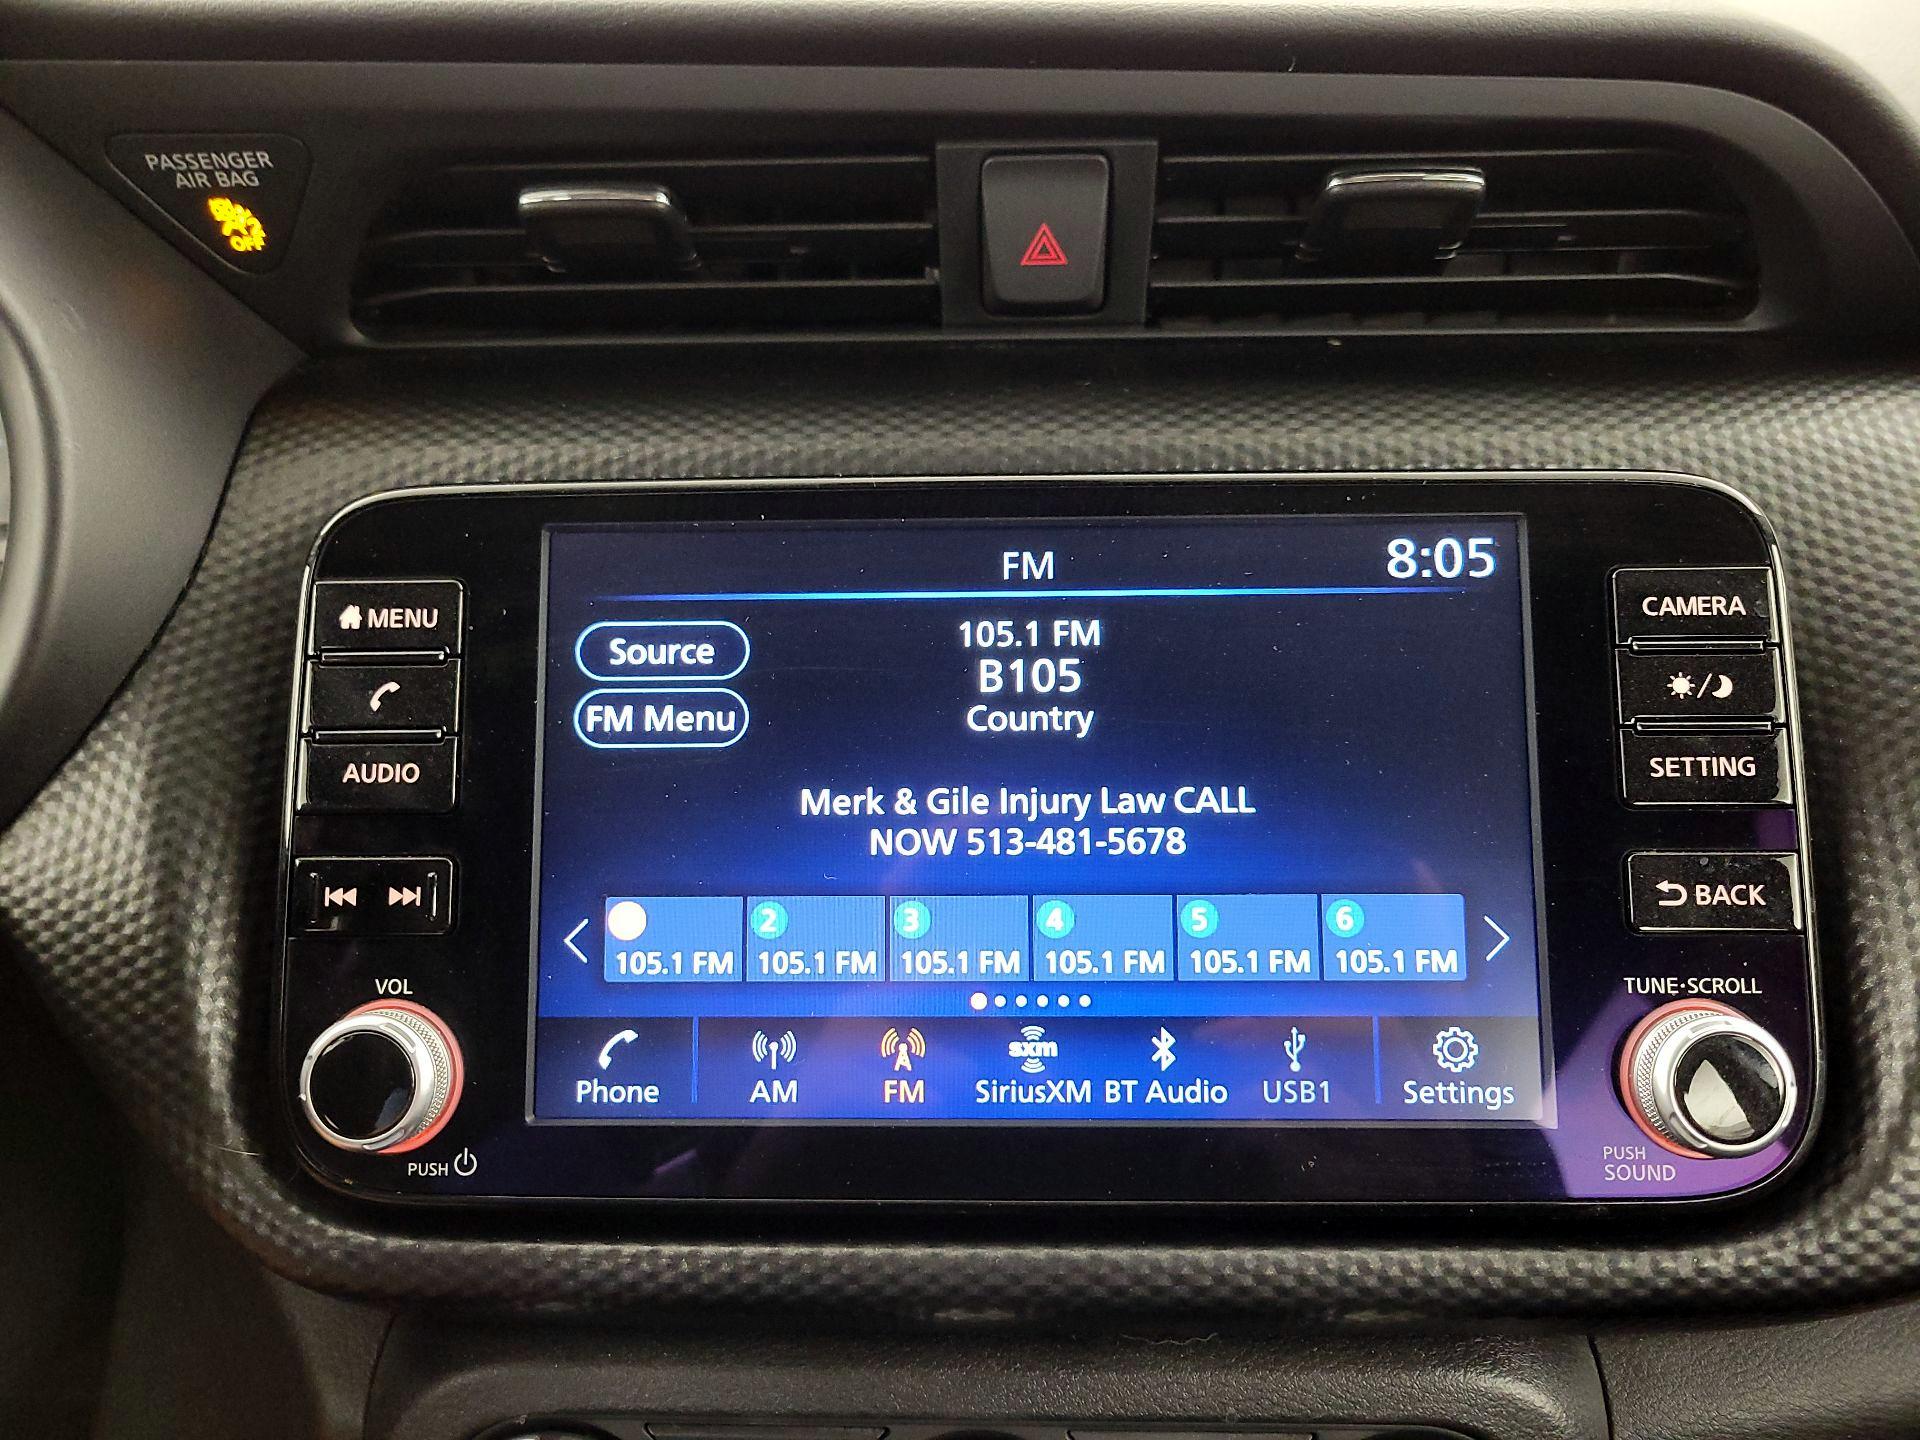 PASSENGER
AIR BAG
OFF
FM
8:05
MENU
AUDIO
Source
FM Menu
105.1 FM
B105
Country
CAMERA
SETTING
Merk & Gile Injury Law CALL
NOW 513-481-5678
BACK
2 3 4 5 6
105.1 FM 105.1 FM 105.1 FM 105.1 FM 105.1 FM 105.1 FM
VOL
TUNE·SCROLL
sxm
Phone AM FM SiriusXM BT Audio USB1 Settings
PUSH
PUSH
SOUND